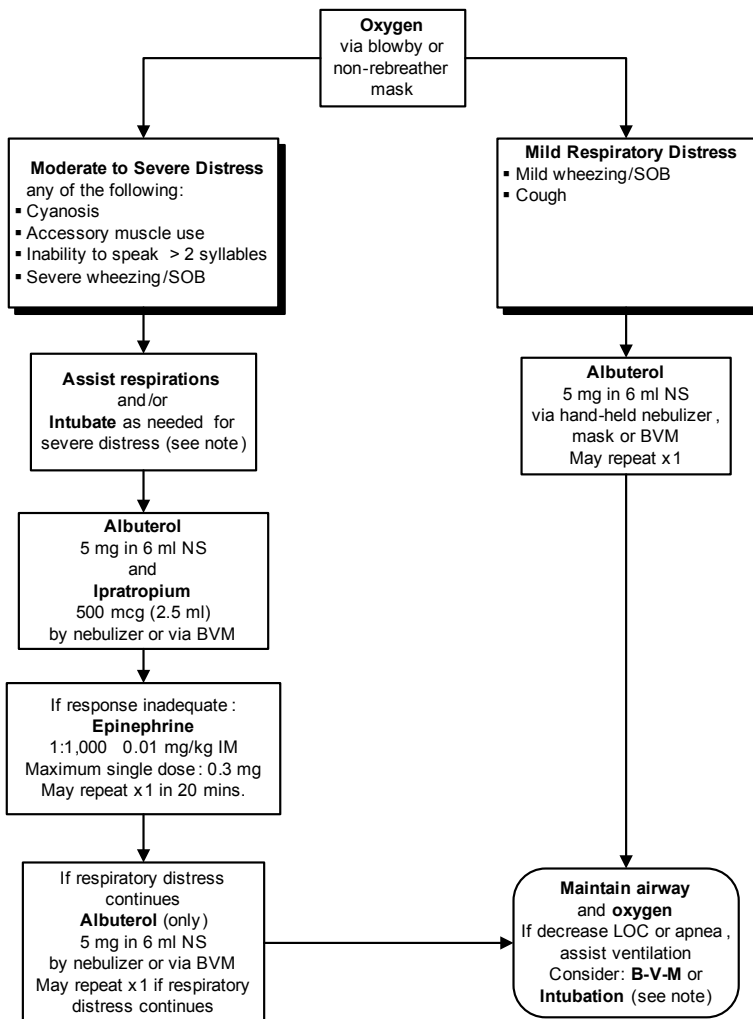 Oxygen
via blowby or
non-rebreather
mask
Moderate to Severe Distress
any of the following:
▪ Cyanosis
▪ Accessory muscle use
▪ Inability to speak > 2 syllables
▪ Severe wheezing/SOB
Mild Respiratory Distress
▪ Mild wheezing/SOB
▪ Cough
Assist respirations
and/or
Intubate as needed for
severe distress (see note)
Albuterol
5 mg in 6 ml NS
via hand-held nebulizer,
mask or BVM
May repeat x1
Albuterol
5 mg in 6 ml NS
and
Ipratropium
500 mcg (2.5 ml)
by nebulizer or via BVM
If response inadequate:
Epinephrine
1:1,000 0.01 mg/kg IM
Maximum single dose: 0.3 mg
May repeat x1 in 20 mins.
If respiratory distress
continues
Albuterol (only)
5 mg in 6 ml NS
by nebulizer or via BVM
May repeat x1 if respiratory
distress continues
Maintain airway
and oxygen
If decrease LOC or apnea,
assist ventilation
Consider: B-V-M or
Intubation (see note)